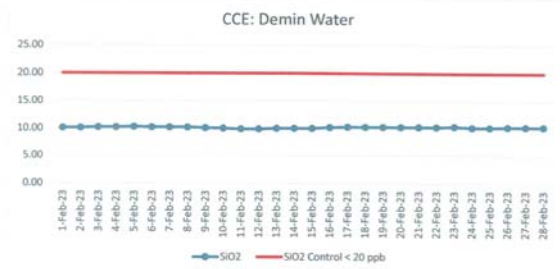 CCE: Demin Water
25.00
20.00
15.00
10.00
5.00
0.00
1-Feb-23
2-Feb-23
3-Feb-23
4-Feb-23
5-Feb-23
6-Feb-23
7-Feb-23
8-Feb-23
9-Feb-23
10-Feb-23
11-Feb-23
12-Feb-23
13-Feb-23
14-Feb-23
15-Feb-23
16-Feb-23
17-Feb-23
18-Feb-23
19-Feb-23
20-Feb-23
21-Feb-23
22-Feb-23
23-Feb-23
24-Feb-23
25-Feb-23
26-Feb-23
27-Feb-23
28-Feb-23
SiO2 SiO2 Control < 20 ppb